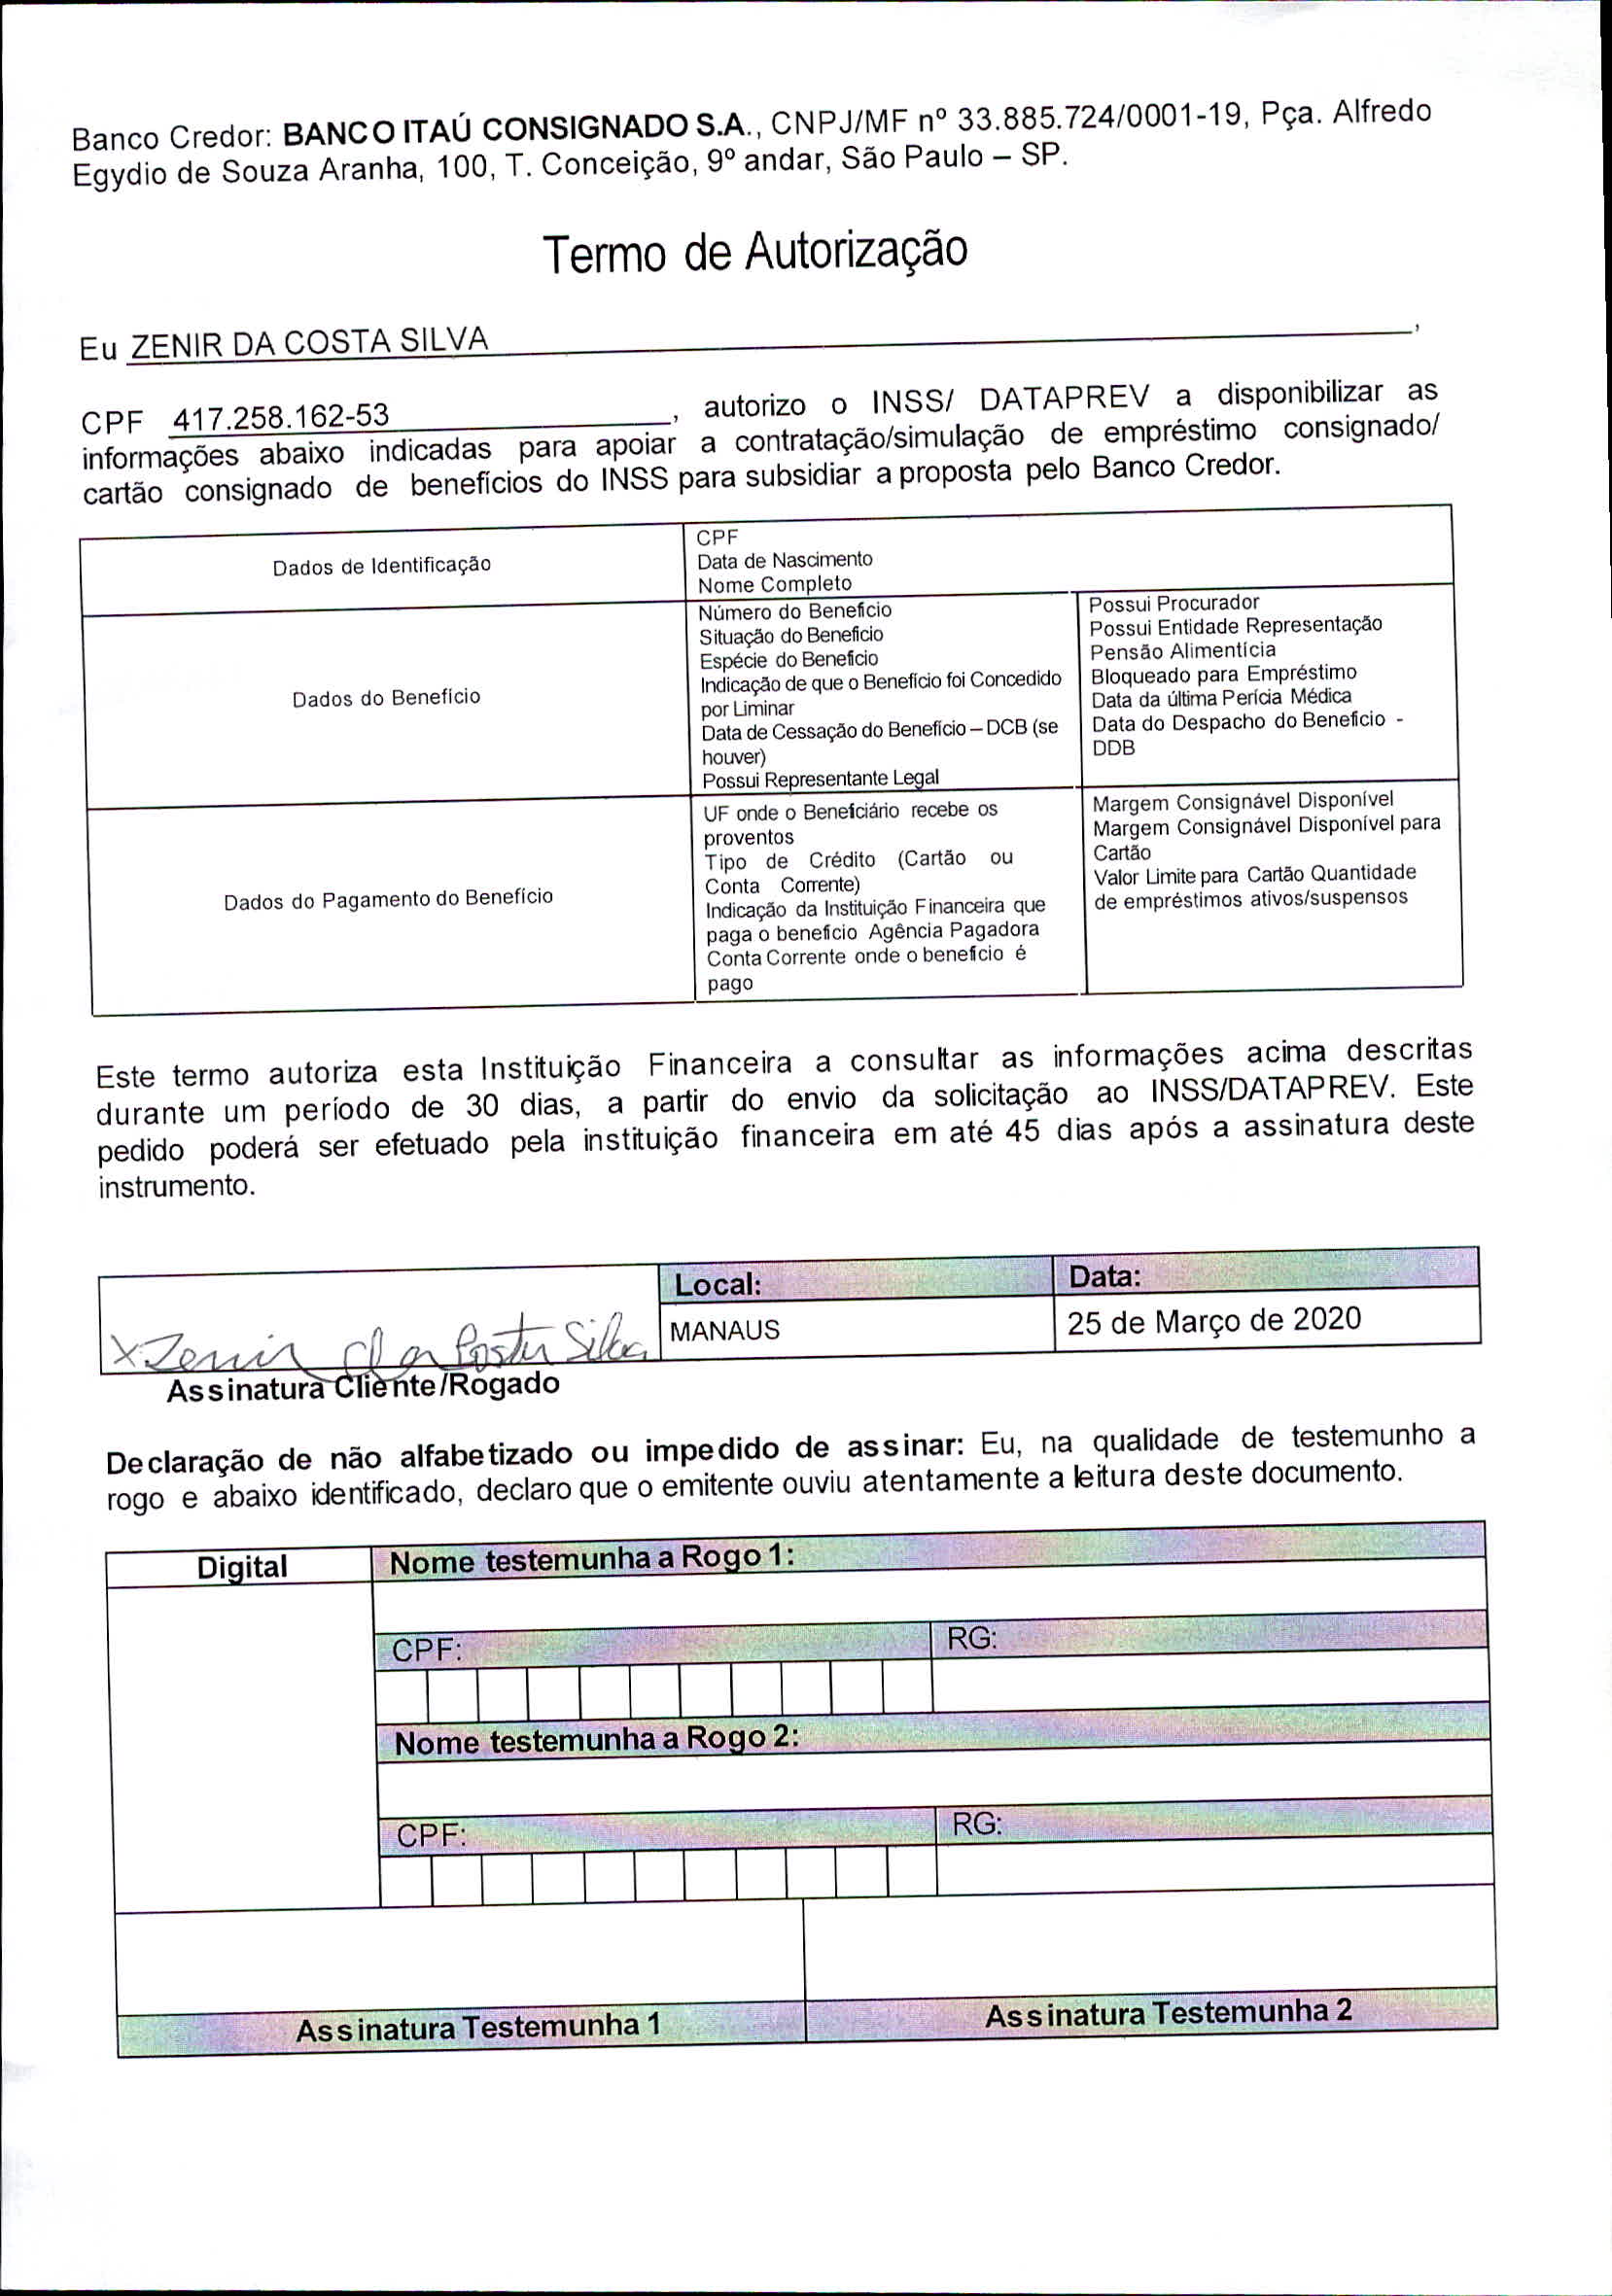 Banco Credor: BANCO ITAÚ CONSIGNADO S.A., CNPJ/MF nº 33.885.724/0001-19, Pça. Alfredo
Egydio de Souza Aranha, 100, T. Conceição, 9º andar, São Paulo – SP.
Termo de Autorização
Eu ZENIR DA COSTA SILVA,
CPF 417.258.162-53, autorizo o INSS/ DATAPREV a disponibilizar as
informações abaixo indicadas para apoiar a contratação/simulação de empréstimo consignado/
cartão consignado de benefícios do INSS para subsidiar a proposta pelo Banco Credor.
Dados de Identificação
CPF
Data de Nascimento
Nome Completo
Dados do Benefício
Número do Benefício
Situação do Benefício
Espécie do Benefício
Indicação de que o Benefício foi Concedido
por Liminar
Data de Cessação do Benefício – DCB (se
houver)
Possui Representante Legal
Possui Procurador
Possui Entidade Representação
Pensão Alimentícia
Bloqueado para Empréstimo
Data da última Perícia Médica
Data do Despacho do Benefício -
DDB
Dados do Pagamento do Benefício
UF onde o Beneficiário recebe os
proventos
Tipo de Crédito (Cartão ou
Conta Corrente)
Indicação da Instituição Financeira que
paga o benefício Agência Pagadora
Conta Corrente onde o benefício é
pago
Margem Consignável Disponível
Margem Consignável Disponível para
Cartão
Valor Limite para Cartão Quantidade
de empréstimos ativos/suspensos
Este termo autoriza esta Instituição Financeira a consultar as informações acima descritas
durante um período de 30 dias, a partir do envio da solicitação ao INSS/DATAPREV. Este
pedido poderá ser efetuado pela instituição financeira em até 45 dias após a assinatura deste
instrumento.
Local:
Data:
X Zenir da Costa Silva
MANAUS
25 de Março de 2020
Assinatura Cliente/Rogado
Declaração de não alfabetizado ou impedido de assinar: Eu, na qualidade de testemunho a
rogo e abaixo identificado, declaro que o emitente ouviu atentamente a leitura deste documento.
Digital
Nome testemunha a Rogo 1:
CPF:
RG:
Nome testemunha a Rogo 2:
CPF:
RG:
Assinatura Testemunha 1
Assinatura Testemunha 2